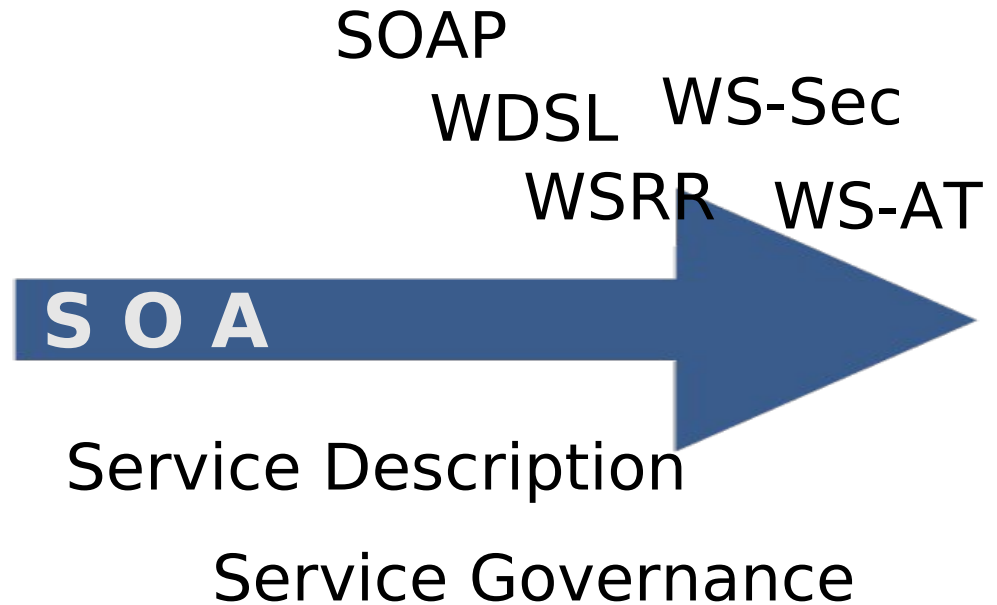 SOAP
WDSL
WS-Sec
WSRR
WS-AT
S O A
Service Description
Service Governance